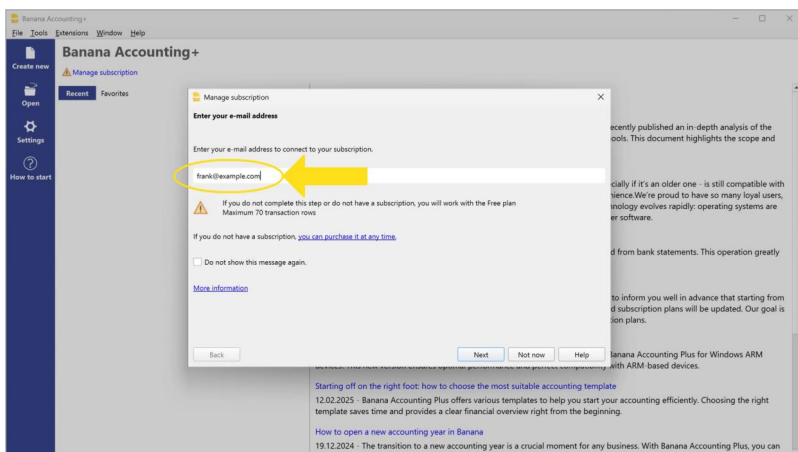 Banana Accounting+
File Tools Extensions Window Help
Create new
Open
Settings
How to start
Banana Accounting+
Manage subscription
Recent Favorites
Manage subscription
Enter your e-mail address
Enter your e-mail address to connect to your subscription.
frank@example.com
If you do not complete this step or do not have a subscription, you will work with the Free plan
Maximum 70 transaction rows
If you do not have a subscription, you can purchase it at any time.
Do not show this message again.
More information
Back Next Not now Help
ecently published an in-depth analysis of the
ools. This document highlights the scope and
cially if it's an older one - is still compatible with
nience.We're proud to have so many loyal users,
nology evolves rapidly: operating systems are
er software.
d from bank statements. This operation greatly
to inform you well in advance that starting from
d subscription plans will be updated. Our goal is
ion plans.
Banana Accounting Plus for Windows ARM
devices. This new version ensures optimal performance and perfect compatibility with ARM-based devices.
Starting off on the right foot: how to choose the most suitable accounting template
12.02.2025 - Banana Accounting Plus offers various templates to help you start your accounting efficiently. Choosing the right
template saves time and provides a clear financial overview right from the beginning.
How to open a new accounting year in Banana
19.12.2024 - The transition to a new accounting year is a crucial moment for any business. With Banana Accounting Plus, you can